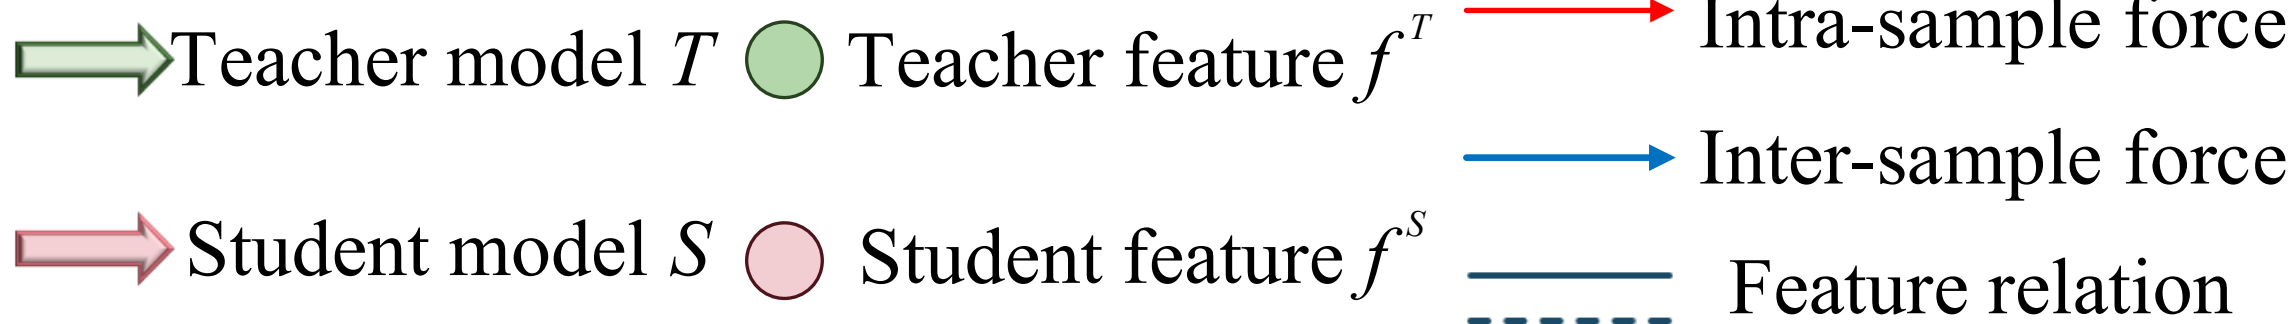 Teacher model T
Teacher feature f^T
Intra-sample force
Inter-sample force
Student model S
Student feature f^S
Feature relation